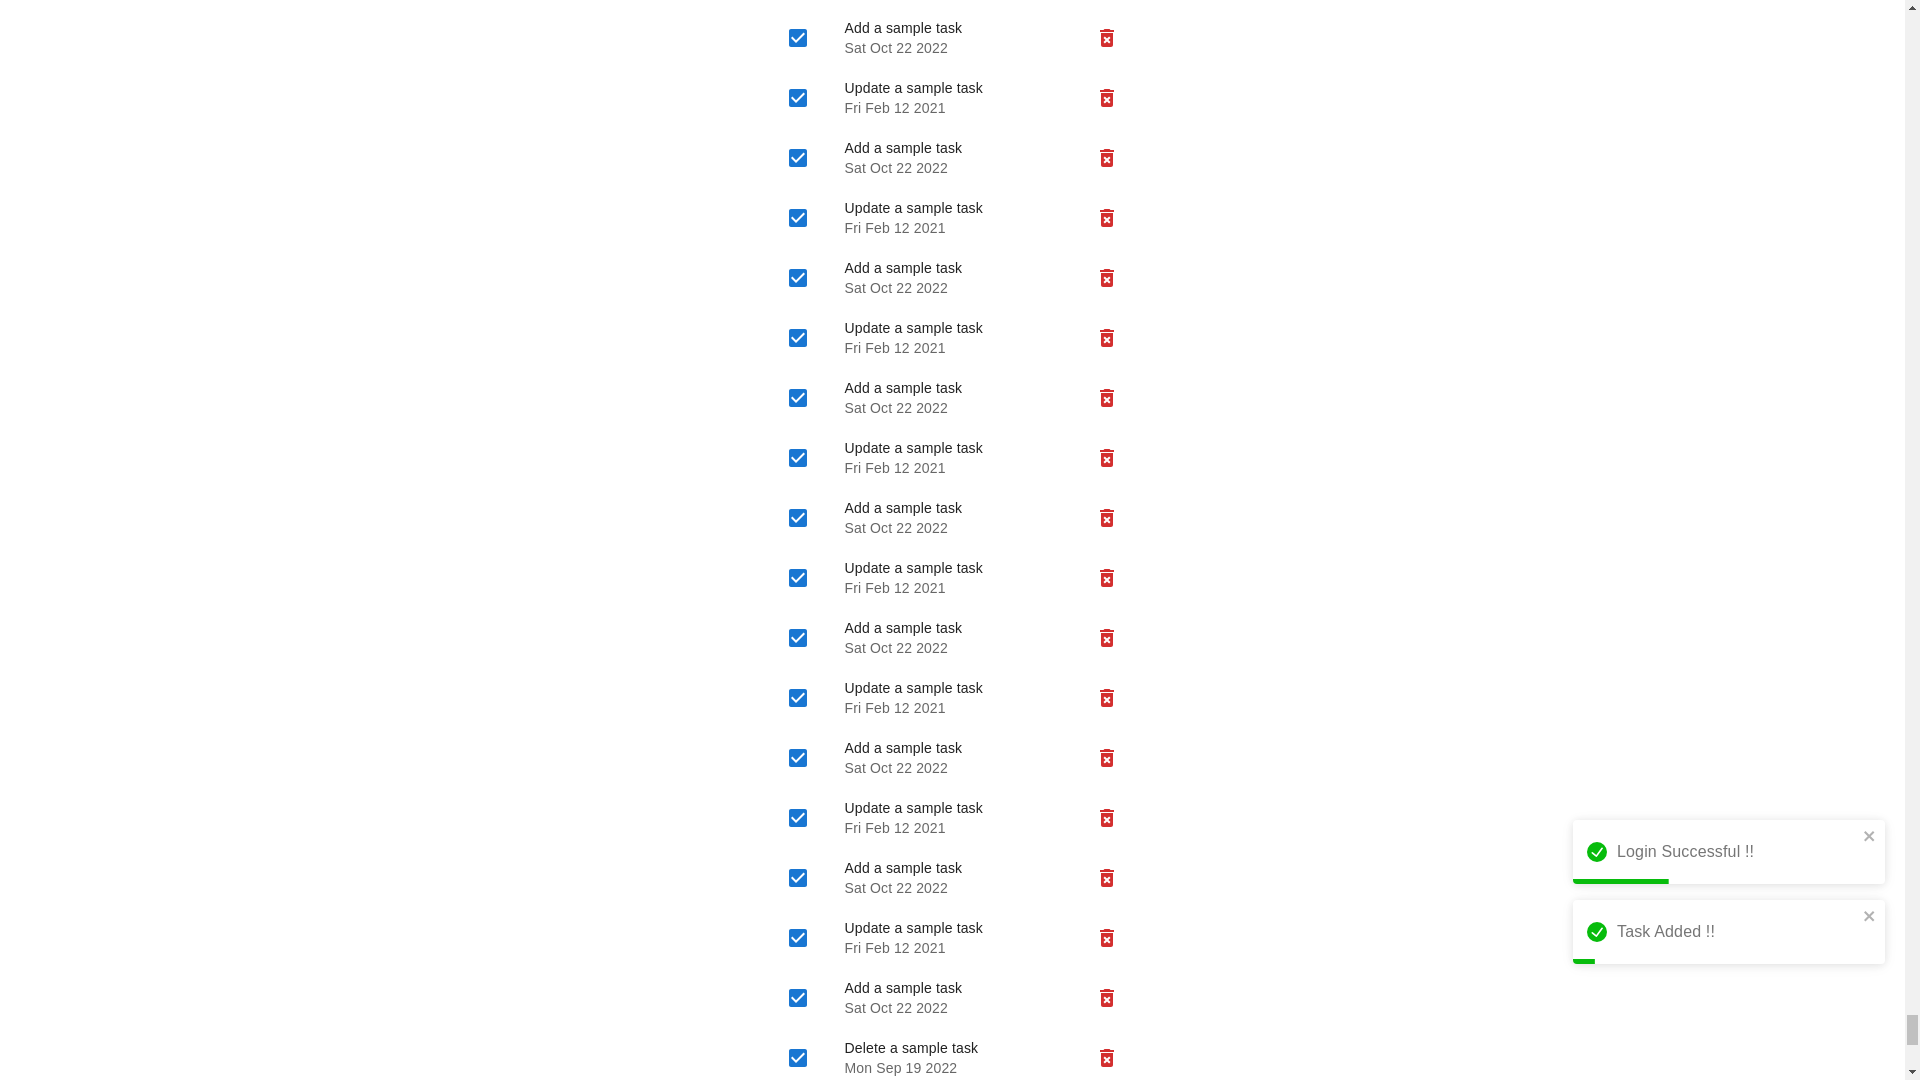 Add a sample task
Sat Oct 22 2022
Update a sample task
Fri Feb 12 2021
Add a sample task
Sat Oct 22 2022
Update a sample task
Fri Feb 12 2021
Add a sample task
Sat Oct 22 2022
Update a sample task
Fri Feb 12 2021
Add a sample task
Sat Oct 22 2022
Update a sample task
Fri Feb 12 2021
Add a sample task
Sat Oct 22 2022
Update a sample task
Fri Feb 12 2021
Add a sample task
Sat Oct 22 2022
Update a sample task
Fri Feb 12 2021
Add a sample task
Sat Oct 22 2022
Update a sample task
Fri Feb 12 2021
Add a sample task
Sat Oct 22 2022
Update a sample task
Fri Feb 12 2021
Add a sample task
Sat Oct 22 2022
Delete a sample task
Mon Sep 19 2022
Login Successful !!
Task Added !!